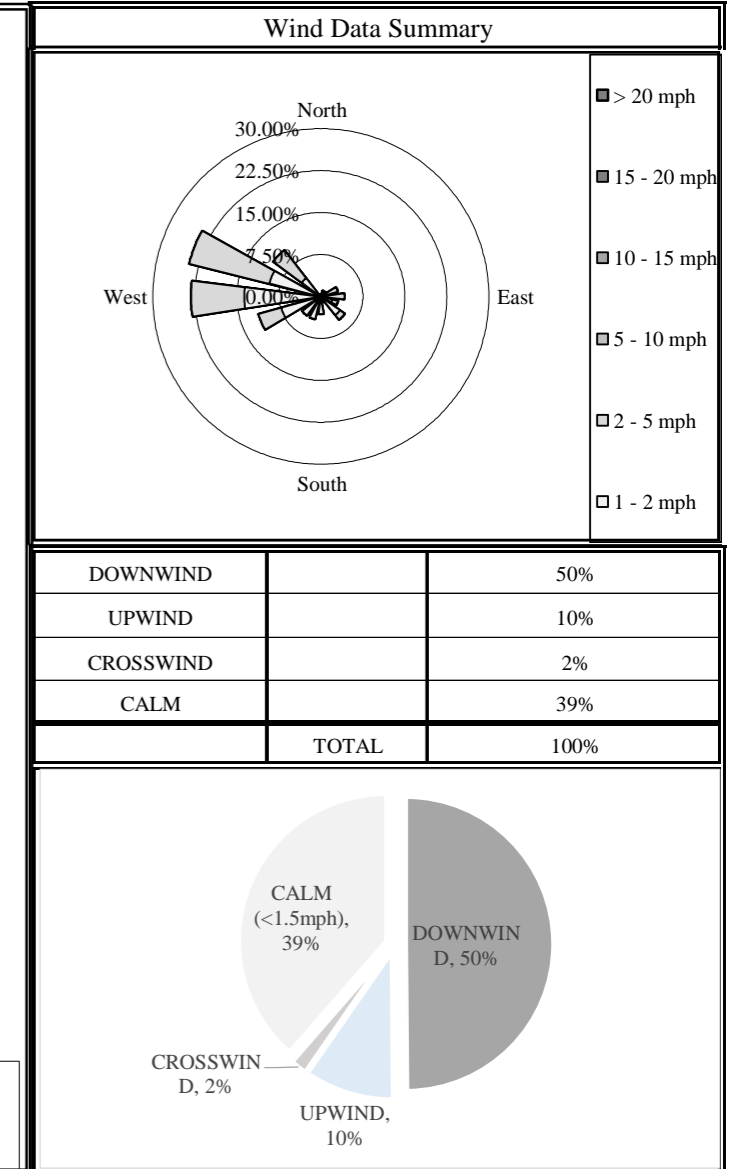 Wind Data Summary
North
30.00%
22.50%
15.00%
7.50%
0.00%
West
East
South
> 20 mph
15 - 20 mph
10 - 15 mph
5 - 10 mph
2 - 5 mph
1 - 2 mph
DOWNWIND 50%
UPWIND 10%
CROSSWIND 2%
CALM 39%
TOTAL 100%
CALM
(<1.5mph),
39%
DOWNWIN
D, 50%
CROSSWIN
D, 2%
UPWIND,
10%